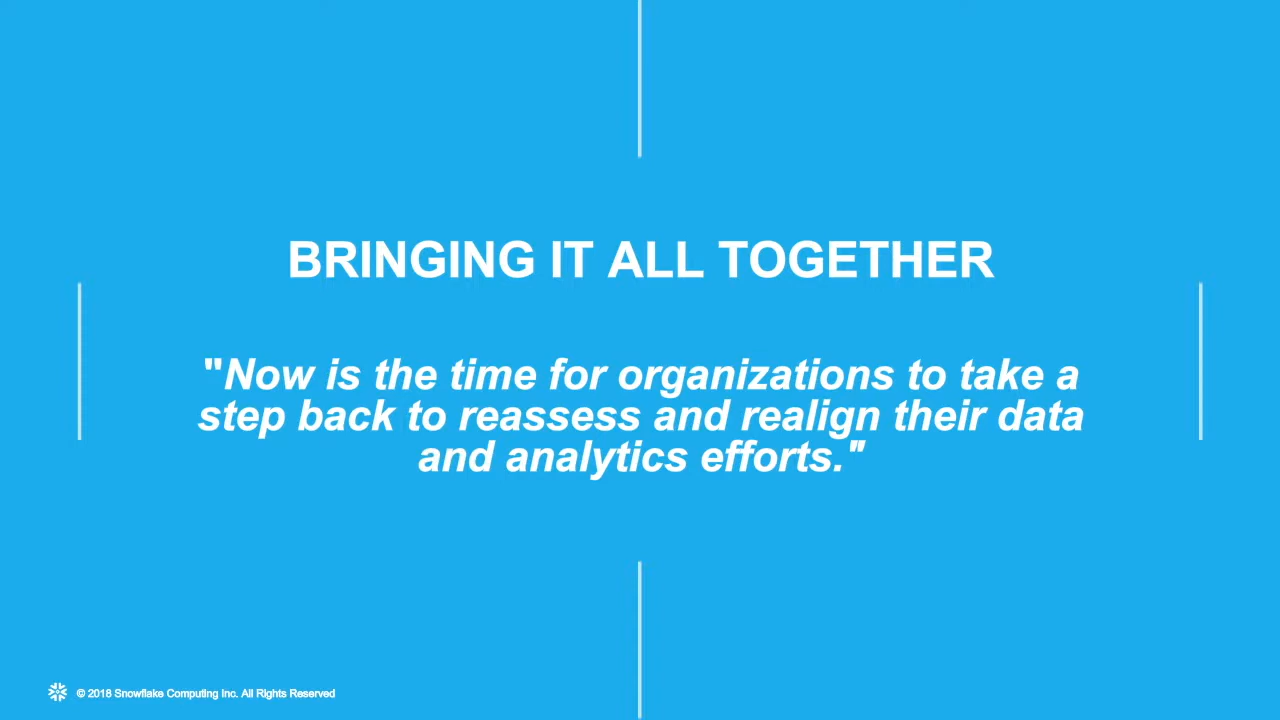 BRINGING IT ALL TOGETHER
"Now is the time for organizations to take a
step back to reassess and realign their data
and analytics efforts."
© 2018 Snowflake Computing Inc. All Rights Reserved